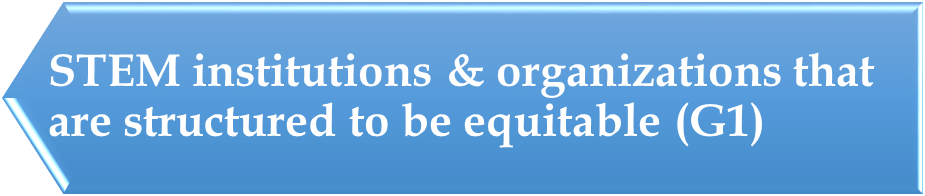 STEM institutions & organizations that
are structured to be equitable (G1)